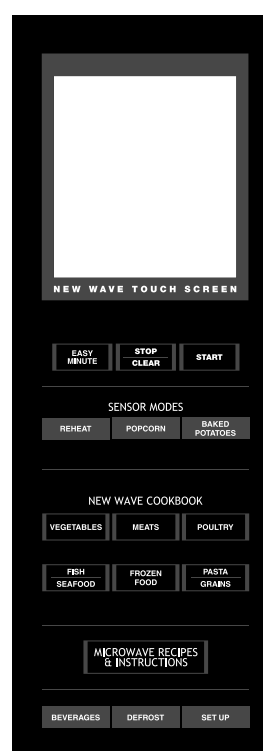 NEW WAVE TOUCH SCREEN
EASY
MINUTE
STOP
CLEAR
START
SENSOR MODES
REHEAT
POPCORN
BAKED
POTATOES
NEW WAVE COOKBOOK
VEGETABLES
MEATS
POULTRY
FISH
SEAFOOD
FROZEN
FOOD
PASTA
GRAINS
MICROWAVE RECIPES
& INSTRUCTIONS
BEVERAGES
DEFROST
SET UP